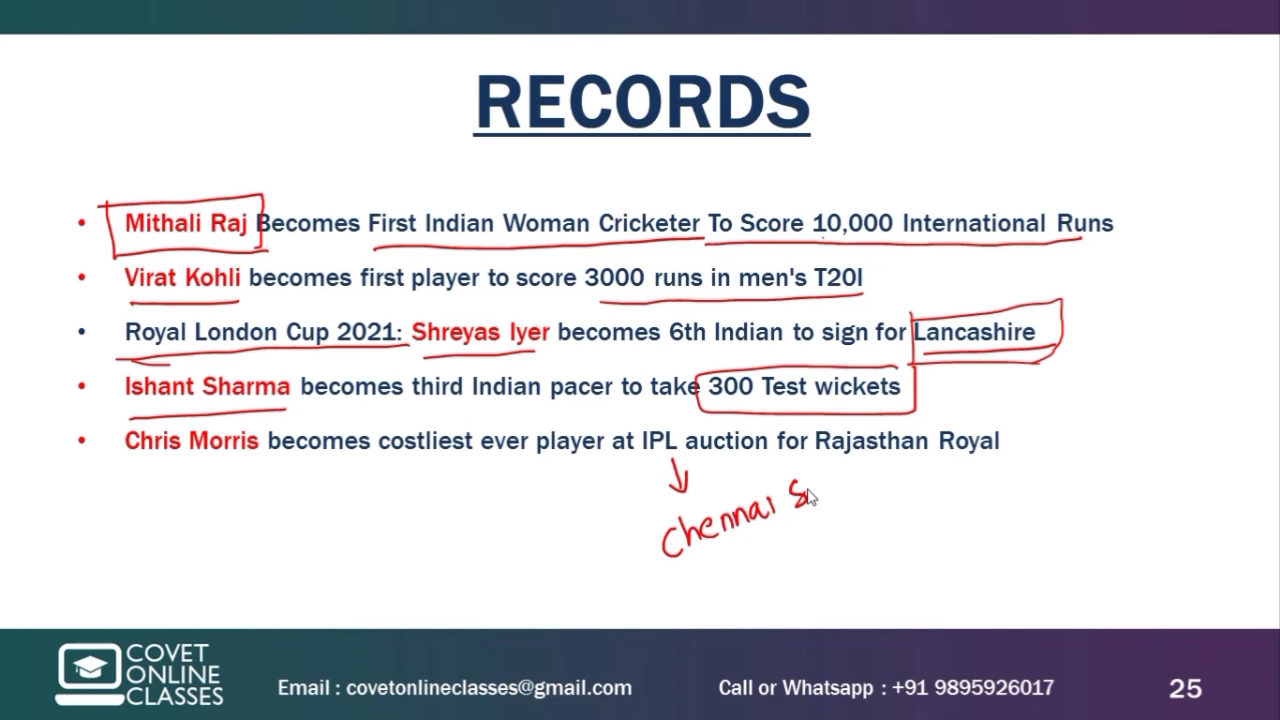 RECORDS
• Mithali Raj Becomes First Indian Woman Cricketer To Score 10,000 International Runs
• Virat Kohli becomes first player to score 3000 runs in men's T20I
• Royal London Cup 2021: Shreyas Iyer becomes 6th Indian to sign for Lancashire
• Ishant Sharma becomes third Indian pacer to take 300 Test wickets
• Chris Morris becomes costliest ever player at IPL auction for Rajasthan Royal
Chennai S
COVET
ONLINE
CLASSES
Email : covetonlineclasses@gmail.com
Call or Whatsapp : +91 9895926017
25